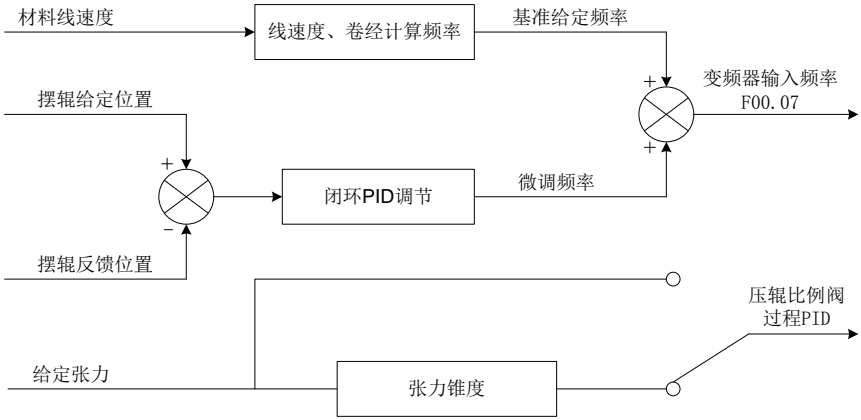 材料线速度
线速度、卷经计算频率
基准给定频率
变频器输入频率
F00.07
摆辊给定位置
+
+
+
−
闭环PID调节
微调频率
摆辊反馈位置
压辊比例阀
过程PID
给定张力
张力锥度